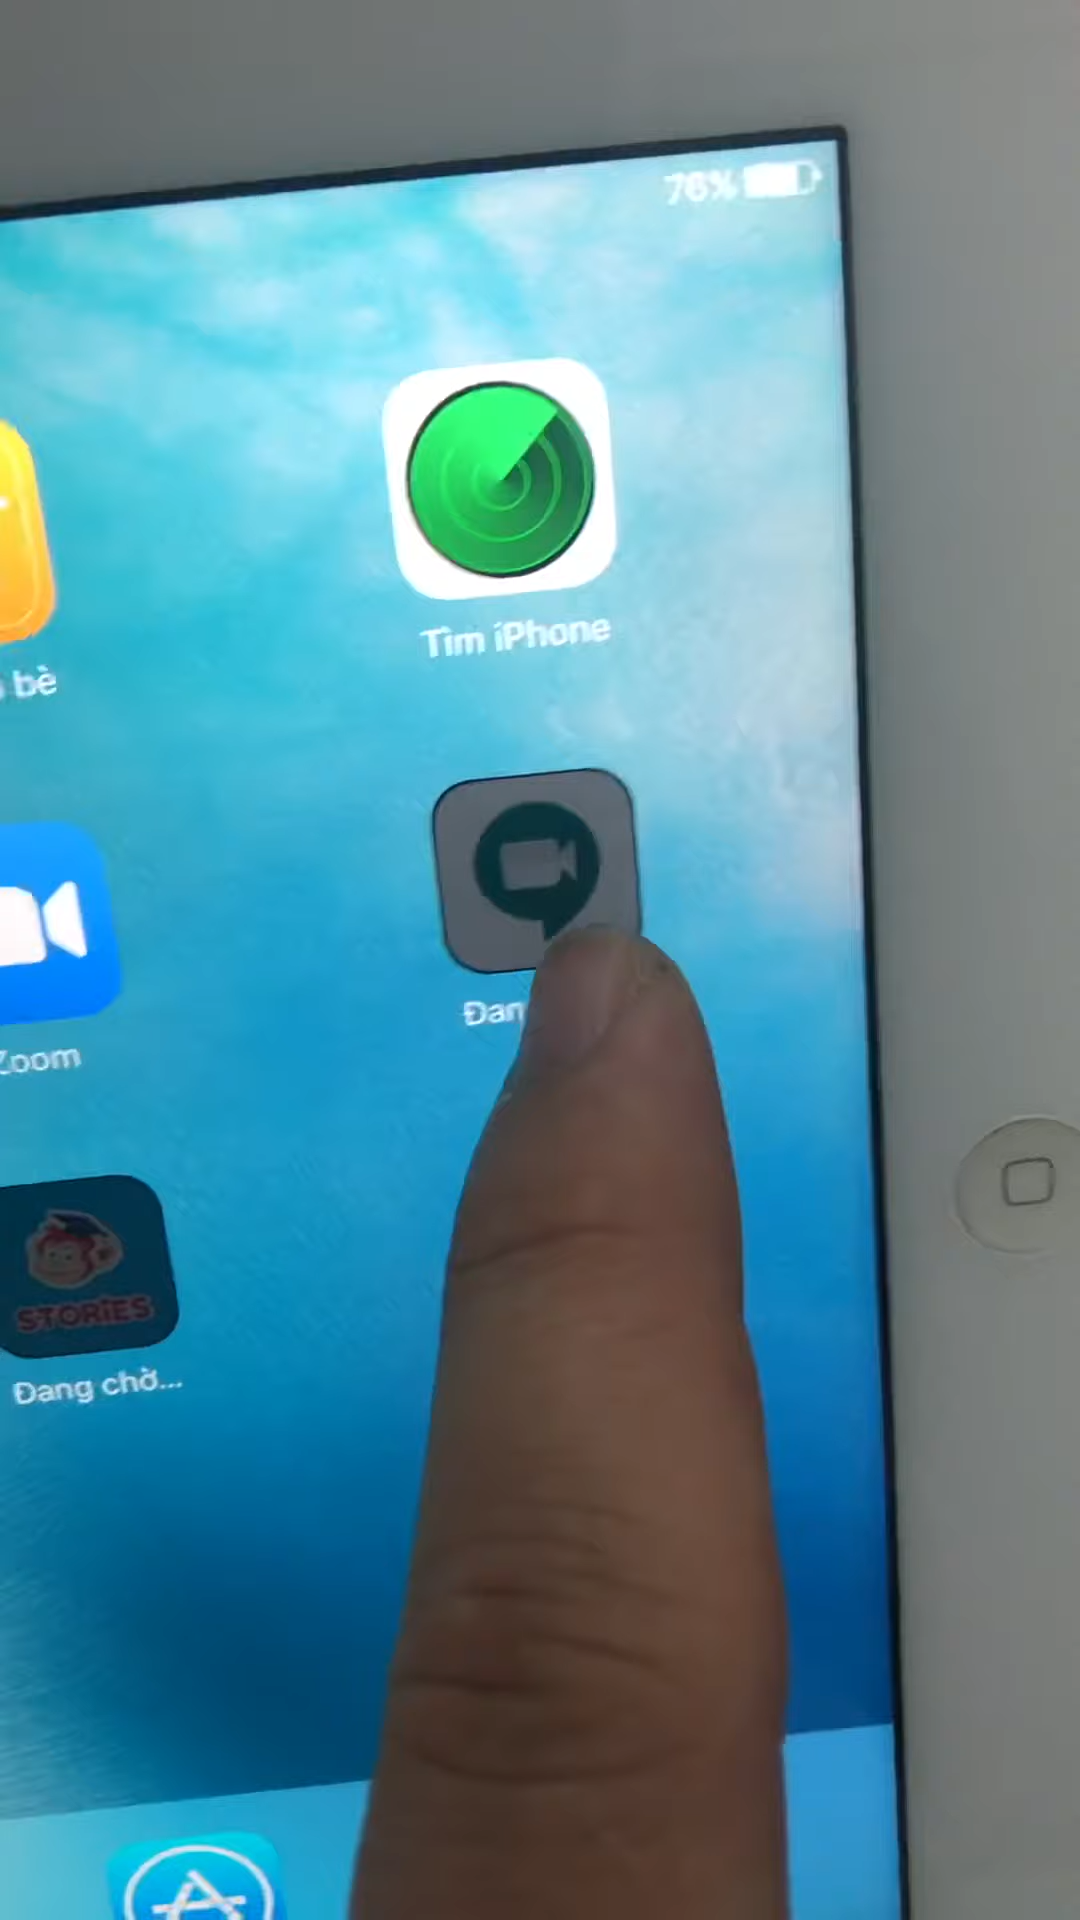 76%
Tìm iPhone
bè
Zoom
Đan
STORIES
Đang chờ...